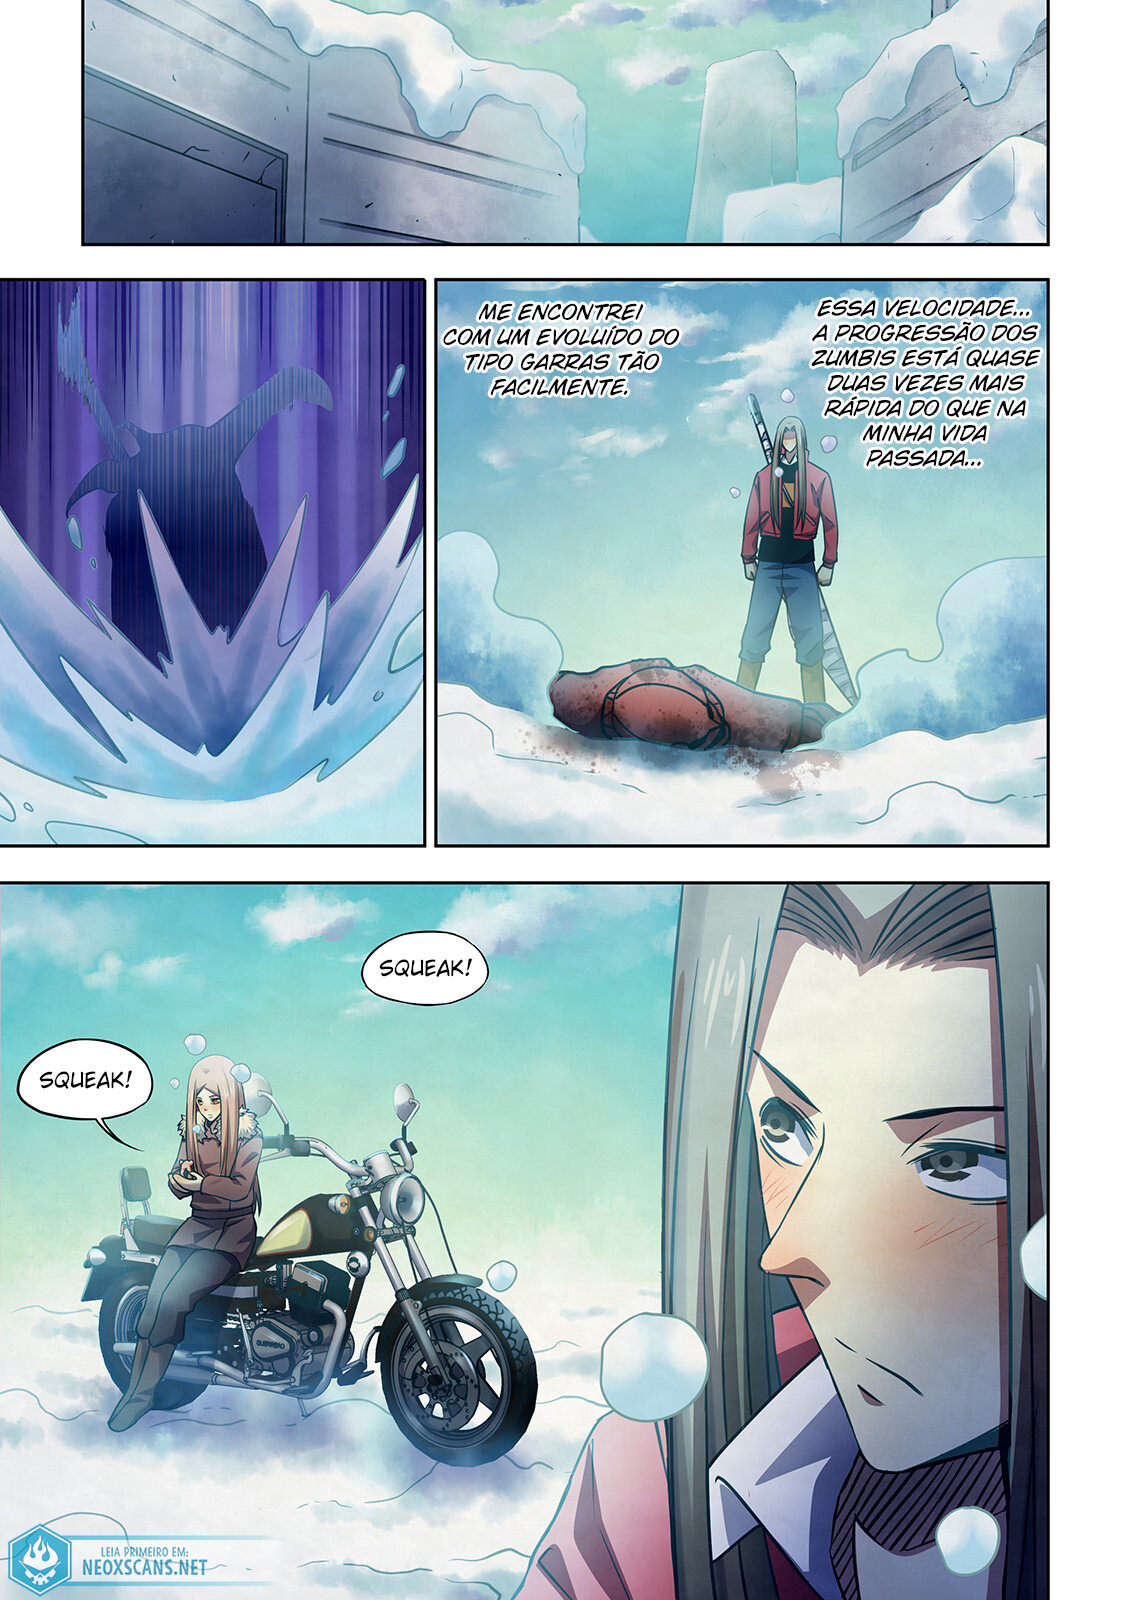 ESSA VELOCIDADE...
A PROGRESSÃO DOS
ZUMBIS ESTÁ QUASE
DUAS VEZES MAIS
RÁPIDA DO QUE NA
MINHA VIDA
PASSADA...
ME ENCONTREI
COM UM EVOLUÍDO DO
TIPO GARRAS TÃO
FACILMENTE.
SQUEAK!
SQUEAK!
GUERRERO
LEIA PRIMEIRO EM:
NEOXSCANS.NET